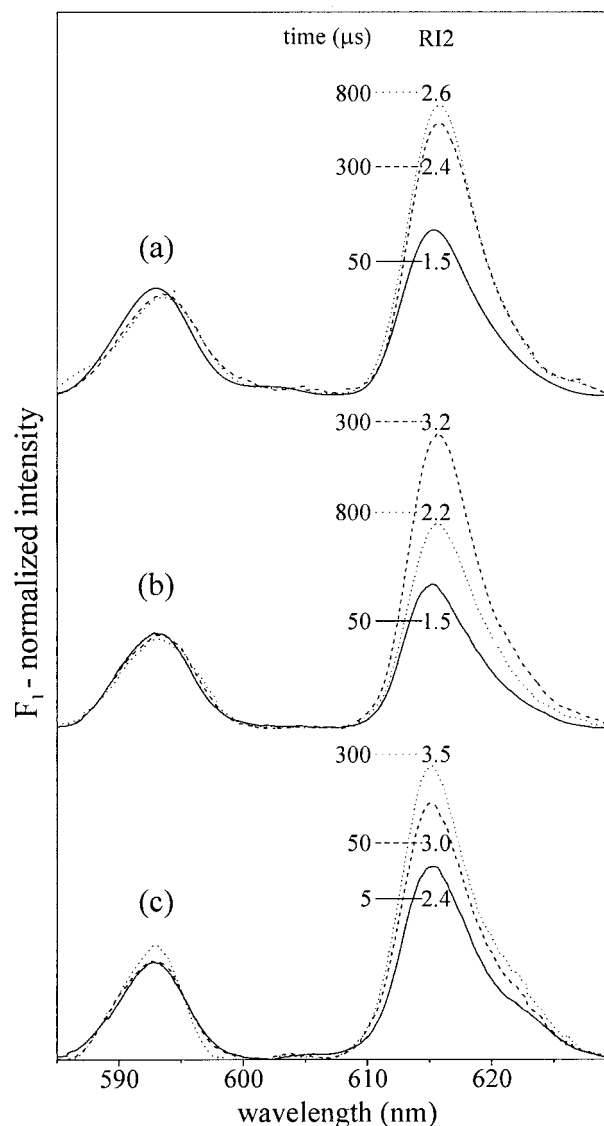 time (μs) RI2
800 2.6
300 2.4
(a)
50 1.5
300 3.2
800 2.2
(b)
50 1.5
300 3.5
50 3.0
(c)
5 2.4
F1 - normalized intensity
590 600 610 620
wavelength (nm)